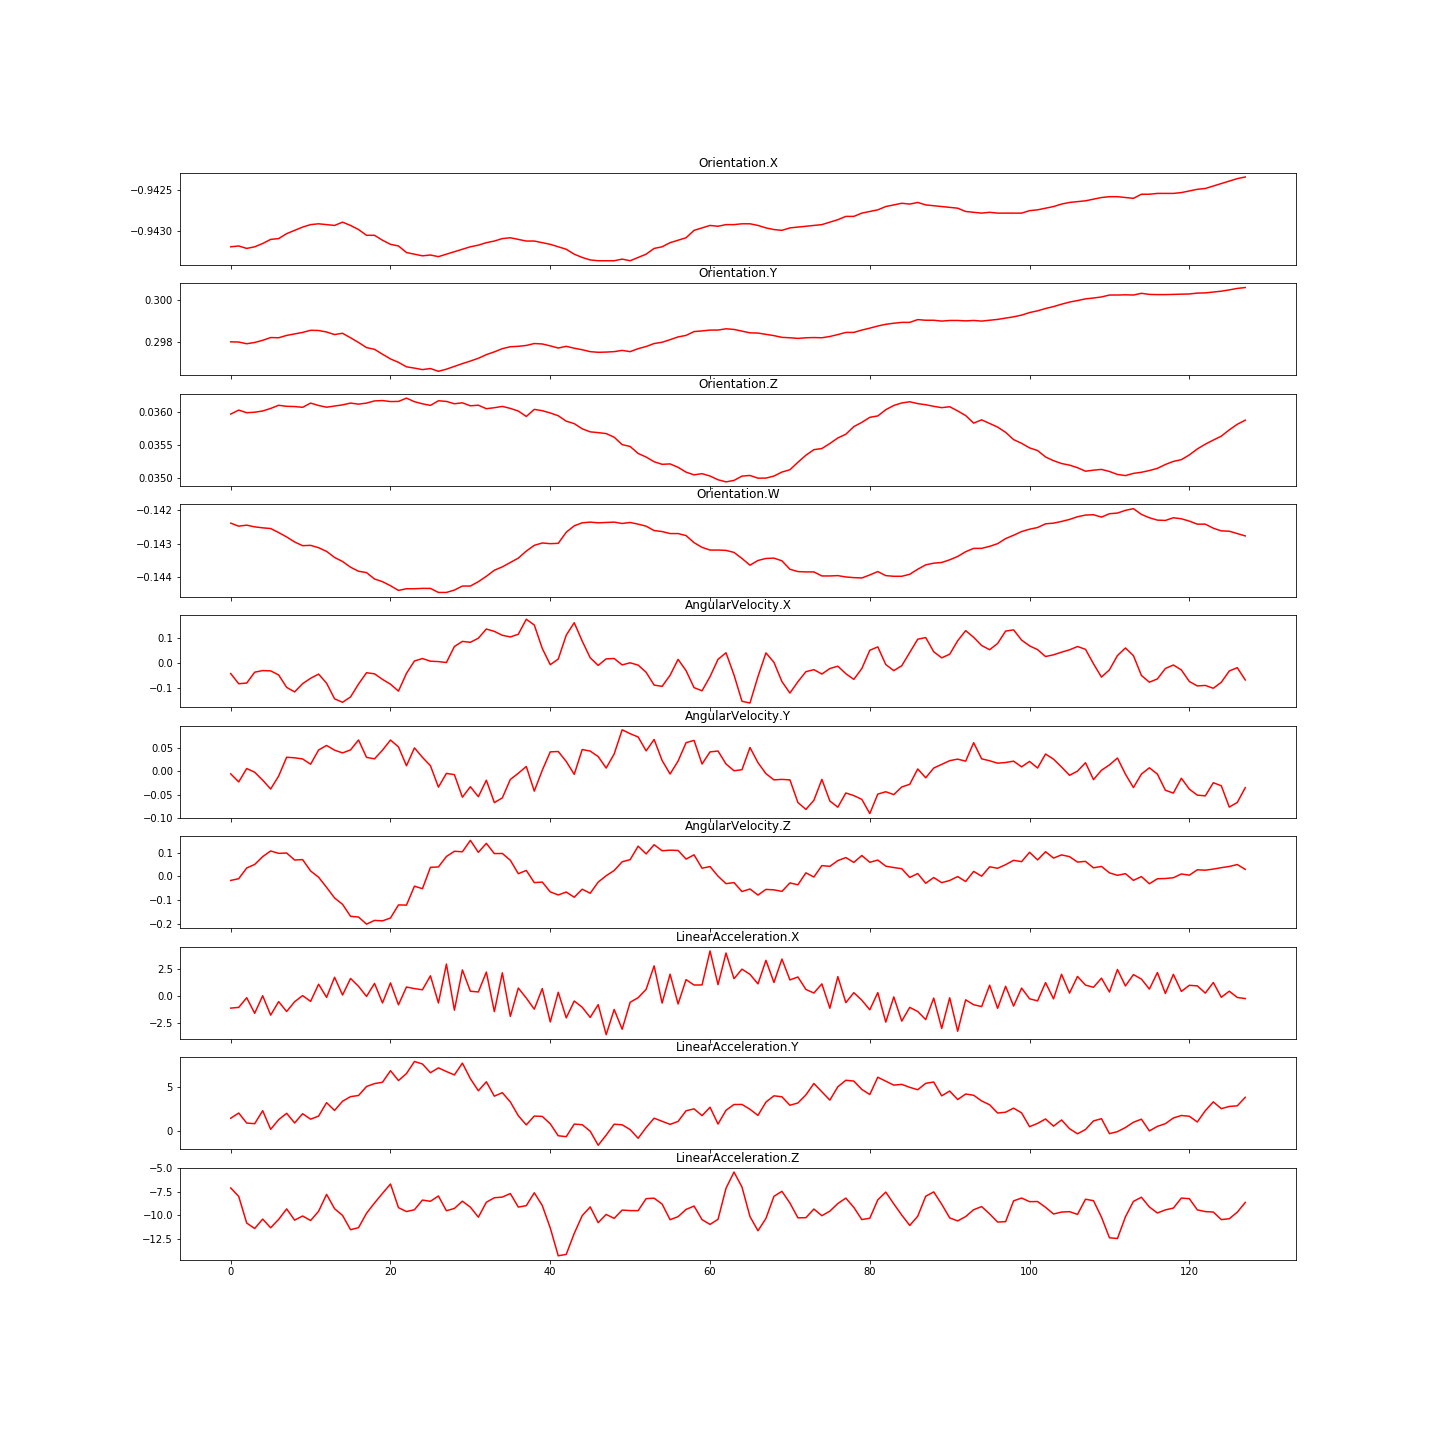 Orientation.X
−0.9425
−0.9430
Orientation.Y
0.300
0.298
Orientation.Z
0.0360
0.0355
0.0350
Orientation.W
−0.142
−0.143
−0.144
AngularVelocity.X
0.1
0.0
−0.1
AngularVelocity.Y
0.05
0.00
−0.05
−0.10
AngularVelocity.Z
0.1
0.0
−0.1
−0.2
LinearAcceleration.X
2.5
0.0
−2.5
LinearAcceleration.Y
5
0
LinearAcceleration.Z
−5.0
−7.5
−10.0
−12.5
0 20 40 60 80 100 120